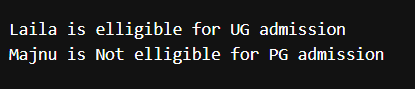 Laila is elligible for UG admission
Majnu is Not elligible for PG admission